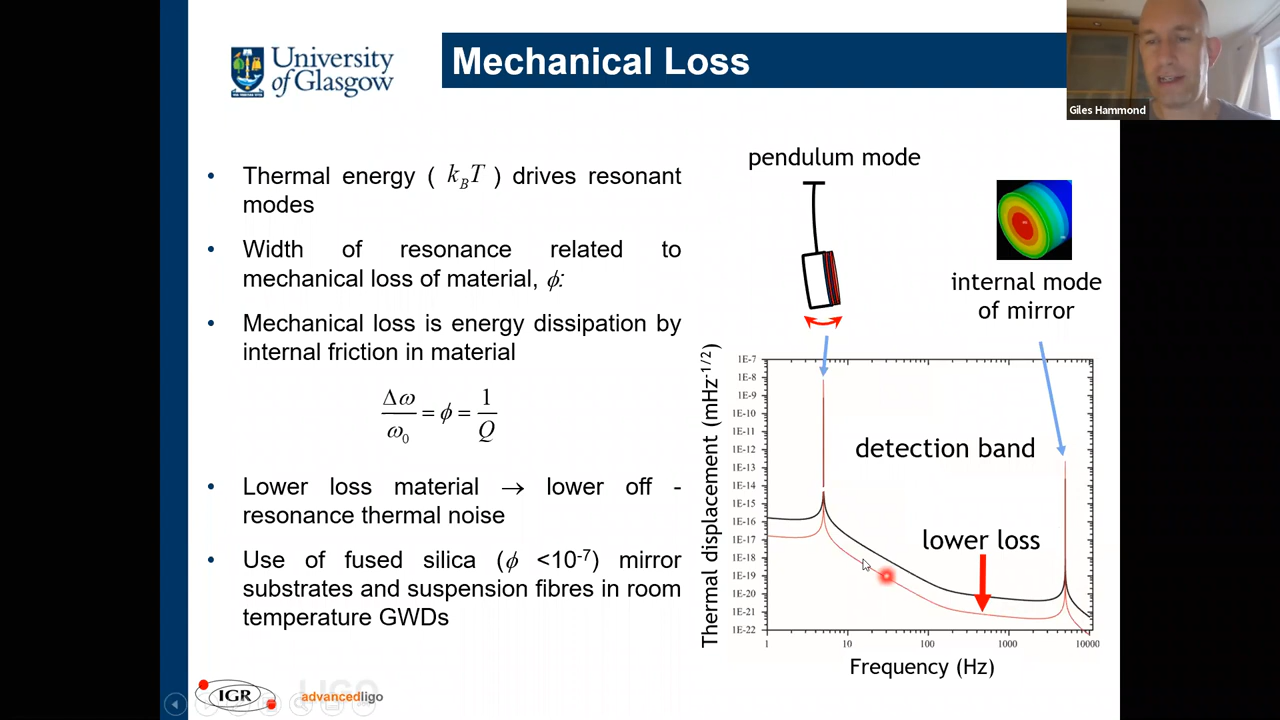 University
of Glasgow
Mechanical Loss
Giles Hammond
• Thermal energy ( k_B T ) drives resonant
modes
• Width of resonance related to
mechanical loss of material, ϕ:
• Mechanical loss is energy dissipation by
internal friction in material
Δω/ω₀ = ϕ = 1/Q
• Lower loss material → lower off -
resonance thermal noise
• Use of fused silica (ϕ <10⁻⁷) mirror
substrates and suspension fibres in room
temperature GWDs
pendulum mode
internal mode
of mirror
Thermal displacement (mHz⁻¹/²)
1E-7
1E-8
1E-9
1E-10
1E-11
1E-12
1E-13
1E-14
1E-15
1E-16
1E-17
1E-18
1E-19
1E-20
1E-21
1E-22
detection band
lower loss
1 10 100 1000 10000
Frequency (Hz)
IGR
advancedligo
LIGO